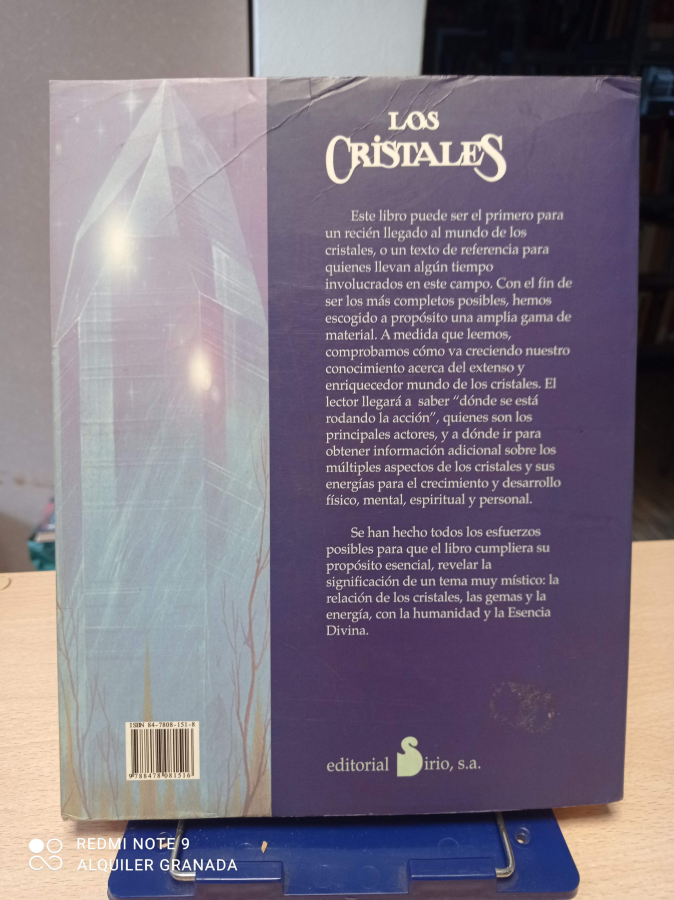 LOS
CRISTALES
Este libro puede ser el primero para
un recién llegado al mundo de los
cristales, o un texto de referencia para
quienes llevan algún tiempo
involucrados en este campo. Con el fin de
ser los más completos posibles, hemos
escogido a propósito una amplia gama de
material. A medida que leemos,
comprobamos cómo va creciendo nuestro
conocimiento acerca del extenso y
enriquecedor mundo de los cristales. El
lector llegará a saber “dónde se está
rodando la acción”, quienes son los
principales actores, y a dónde ir para
obtener información adicional sobre los
múltiples aspectos de los cristales y sus
energías para el crecimiento y desarrollo
físico, mental, espiritual y personal.
Se han hecho todos los esfuerzos
posibles para que el libro cumpliera su
propósito esencial, revelar la
significación de un tema muy místico: la
relación de los cristales, las gemas y la
energía, con la humanidad y la Esencia
Divina.
ISBN 84-7808-151-8
9 788478 081516
editorial Sirio, s.a.
REDMI NOTE 9
ALQUILER GRANADA